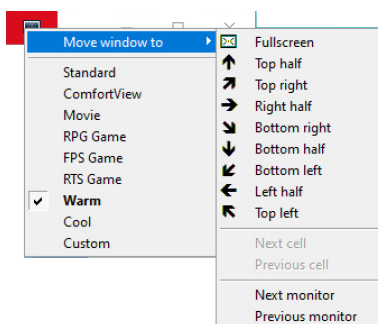 Move window to
Standard
ComfortView
Movie
RPG Game
FPS Game
RTS Game
Warm
Cool
Custom
Fullscreen
Top half
Top right
Right half
Bottom right
Bottom half
Bottom left
Left half
Top left
Next cell
Previous cell
Next monitor
Previous monitor